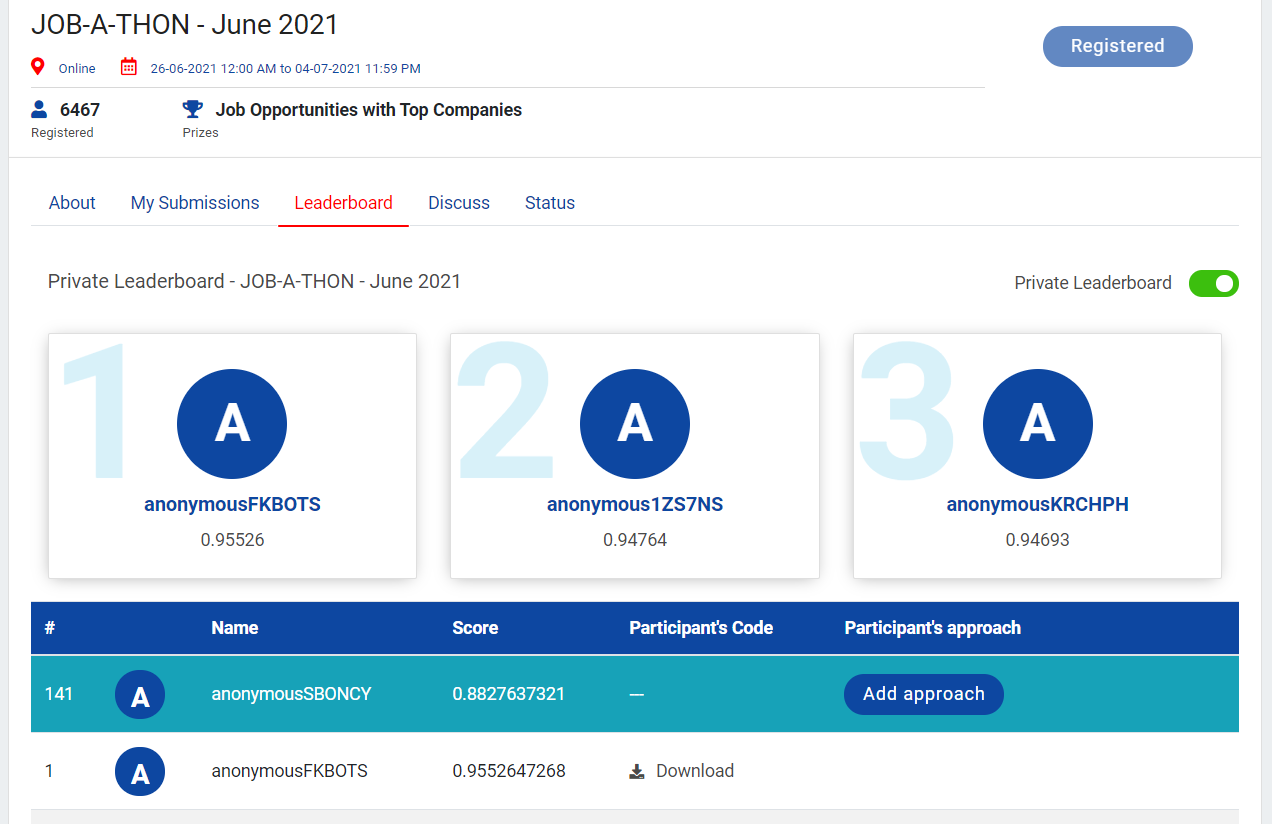 JOB-A-THON - June 2021
Registered
Online 26-06-2021 12:00 AM to 04-07-2021 11:59 PM
6467 Job Opportunities with Top Companies
Registered Prizes
About My Submissions Leaderboard Discuss Status
Private Leaderboard - JOB-A-THON - June 2021 Private Leaderboard
1 A 2 A 3 A
anonymousFKBOTS anonymous1ZS7NS anonymousKRCHPH
0.95526 0.94764 0.94693
# Name Score Participant's Code Participant's approach
141 A anonymousSBONCY 0.8827637321 — Add approach
1 A anonymousFKBOTS 0.9552647268 Download